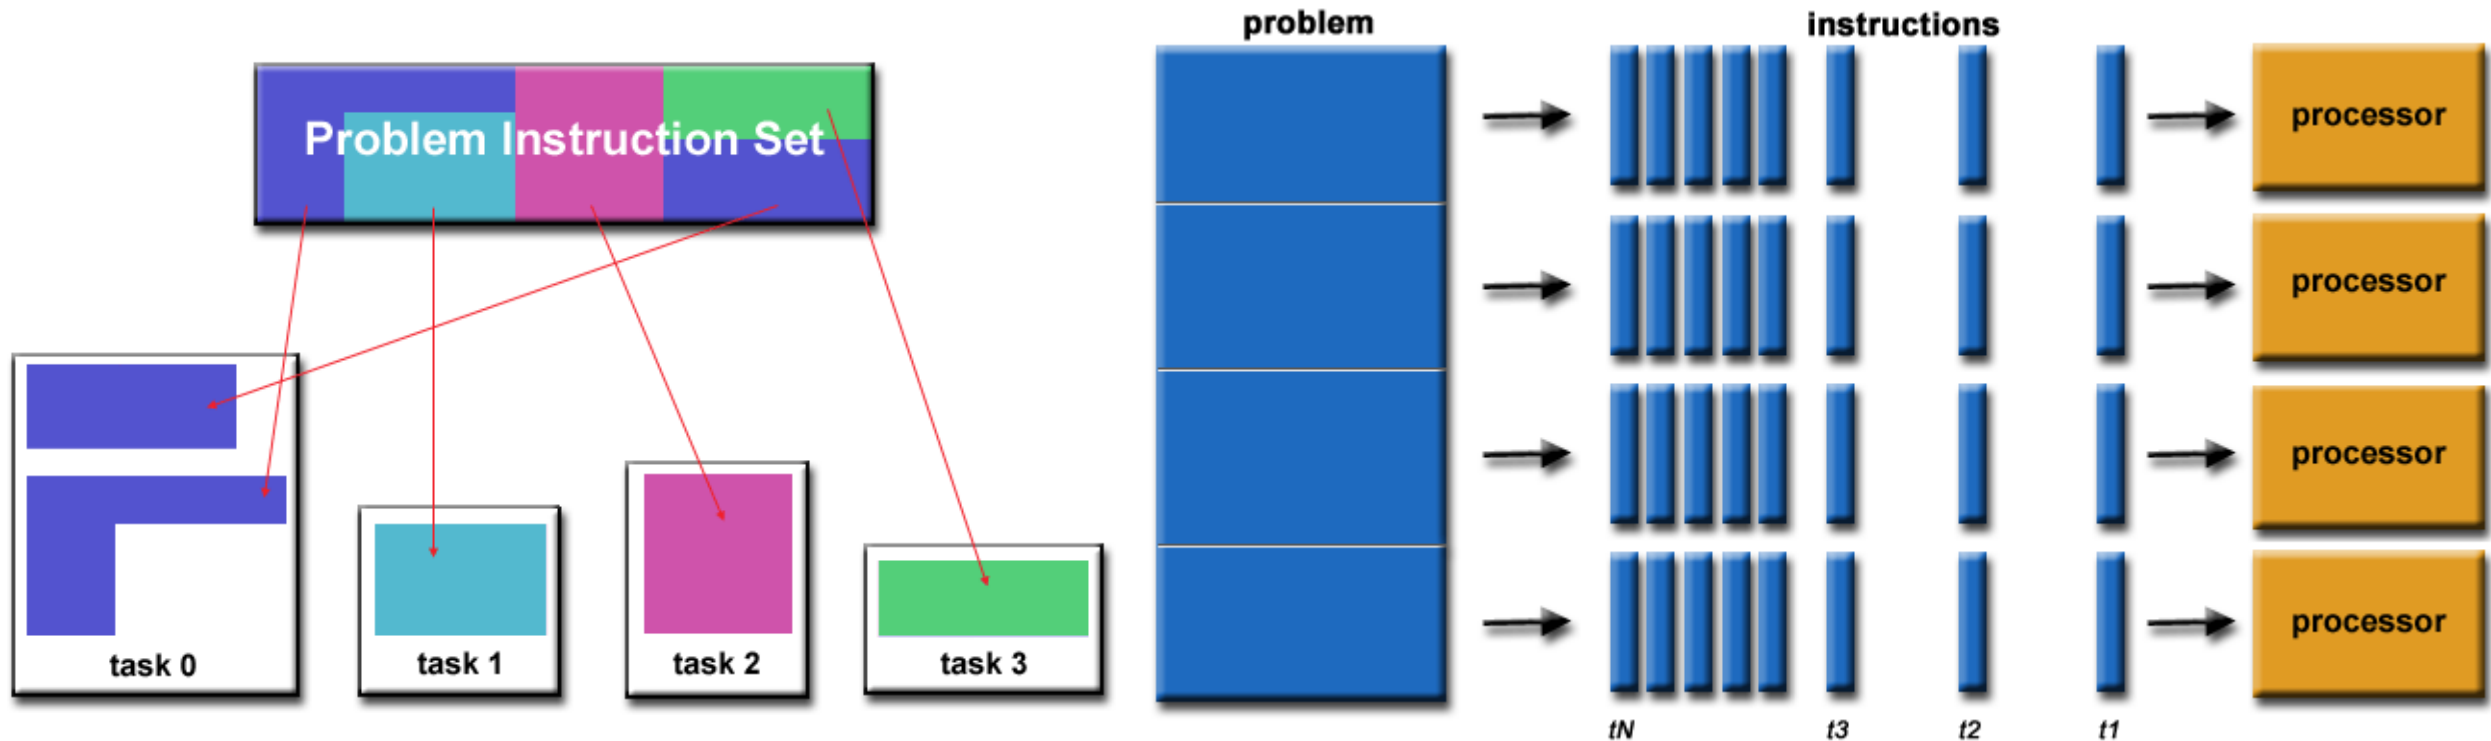 Problem Instruction Set
task 0
task 1
task 2
task 3
problem
instructions
processor
processor
processor
processor
tN
t3
t2
t1